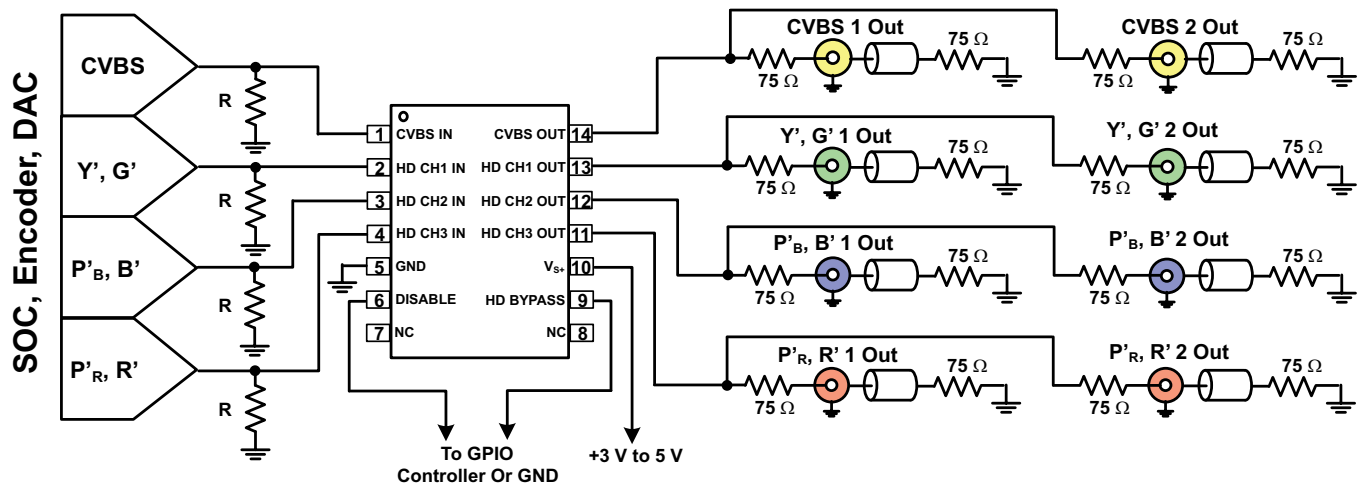 SOC, Encoder, DAC
CVBS
R
Y', G'
R
P'B, B'
R
P'R, R'
R
1 CVBS IN CVBS OUT 14
2 HD CH1 IN HD CH1 OUT 13
3 HD CH2 IN HD CH2 OUT 12
4 HD CH3 IN HD CH3 OUT 11
5 GND VS+ 10
6 DISABLE HD BYPASS 9
7 NC NC 8
To GPIO
Controller Or GND
+3 V to 5 V
CVBS 1 Out
75 Ω
75 Ω
CVBS 2 Out
75 Ω
75 Ω
Y', G' 1 Out
75 Ω
75 Ω
Y', G' 2 Out
75 Ω
75 Ω
P'B, B' 1 Out
75 Ω
75 Ω
P'B, B' 2 Out
75 Ω
75 Ω
P'R, R' 1 Out
75 Ω
75 Ω
P'R, R' 2 Out
75 Ω
75 Ω